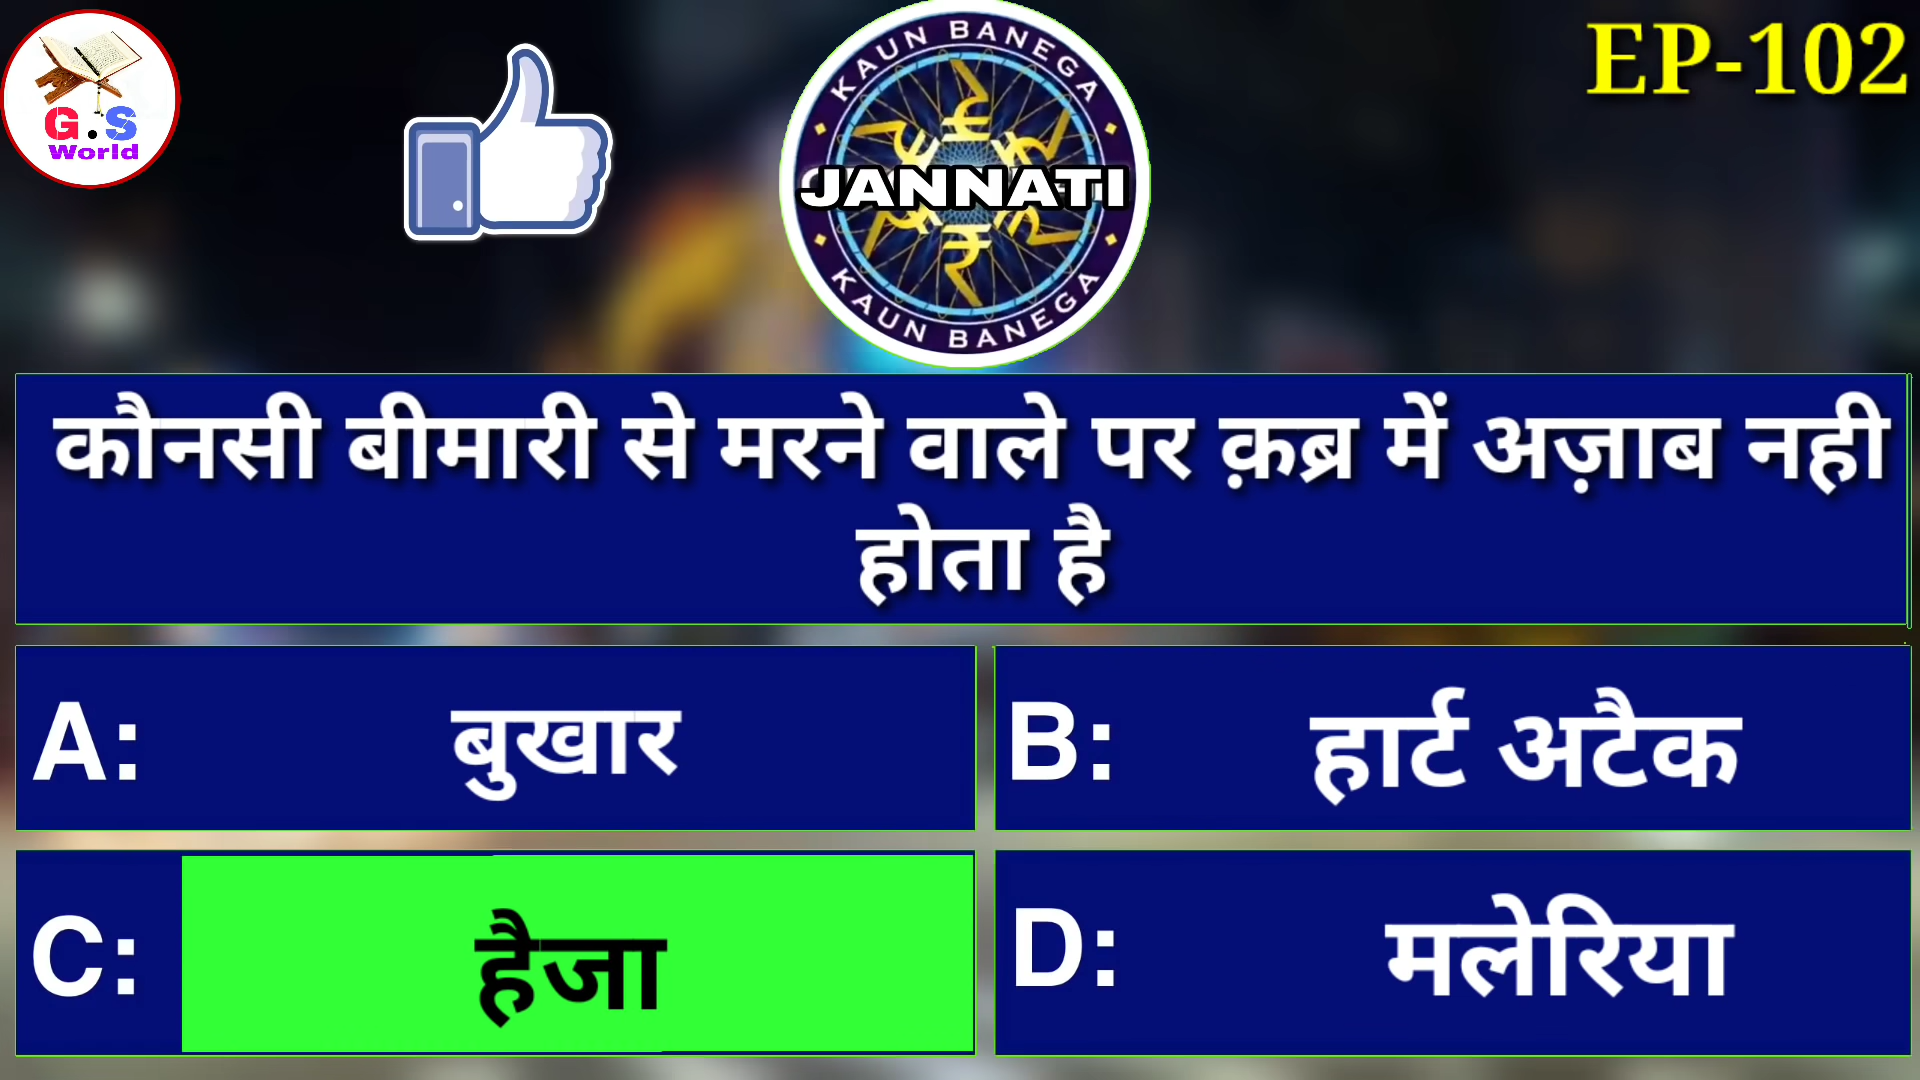 G.S
World
KAUN BANEGA
JANNATI
KAUN BANEGA
EP-102
कौनसी बीमारी से मरने वाले पर क़ब्र में अज़ाब नही
होता है
A: बुखार
B: हार्ट अटैक
C: हैजा
D: मलेरिया